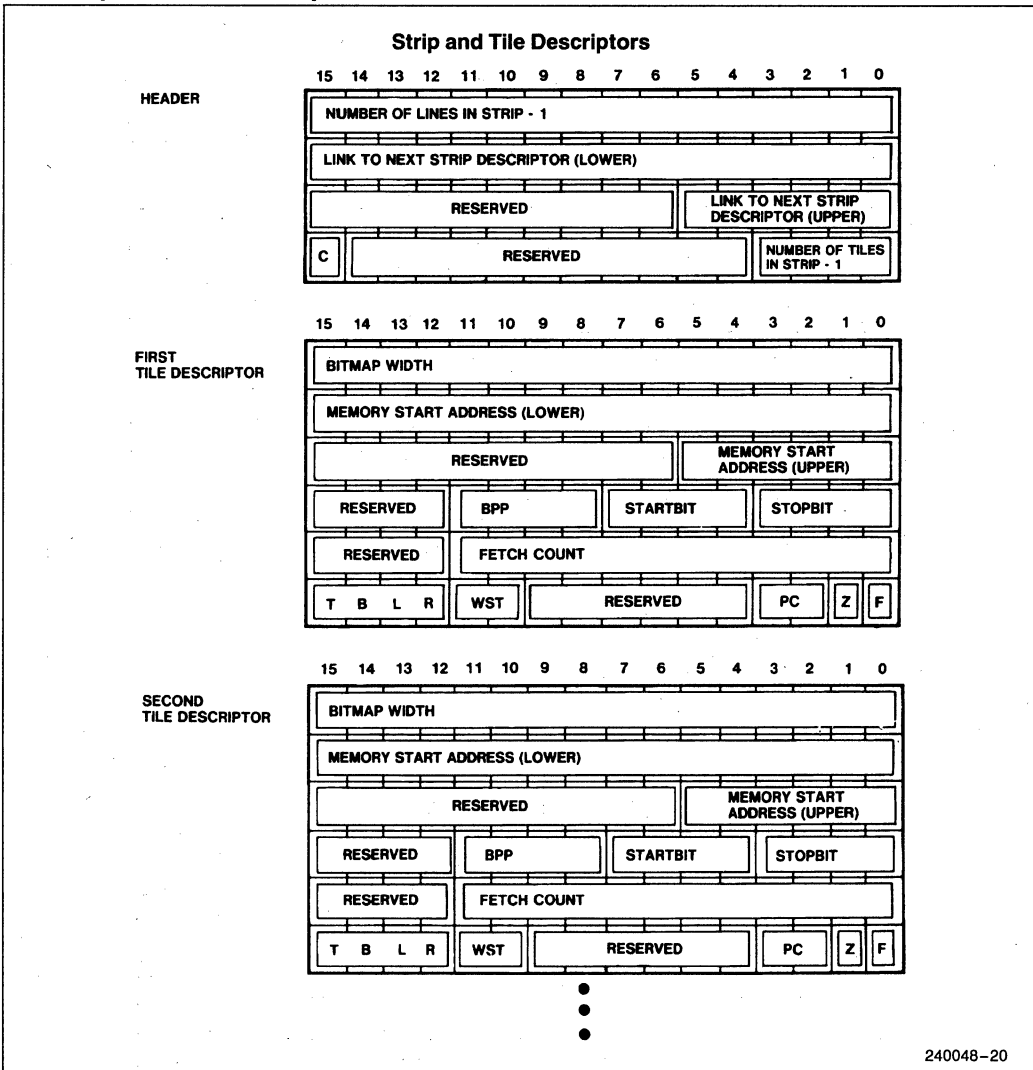 Strip and Tile Descriptors
15 14 13 12 11 10 9 8 7 6 5 4 3 2 1 0
HEADER
NUMBER OF LINES IN STRIP - 1
LINK TO NEXT STRIP DESCRIPTOR (LOWER)
RESERVED LINK TO NEXT STRIP
DESCRIPTOR (UPPER)
C RESERVED NUMBER OF TILES
IN STRIP - 1
15 14 13 12 11 10 9 8 7 6 5 4 3 2 1 0
FIRST
TILE DESCRIPTOR
BITMAP WIDTH
MEMORY START ADDRESS (LOWER)
RESERVED MEMORY START
ADDRESS (UPPER)
RESERVED BPP STARTBIT STOPBIT
RESERVED FETCH COUNT
T B L R WST RESERVED PC Z F
15 14 13 12 11 10 9 8 7 6 5 4 3 2 1 0
SECOND
TILE DESCRIPTOR
BITMAP WIDTH
MEMORY START ADDRESS (LOWER)
RESERVED MEMORY START
ADDRESS (UPPER)
RESERVED BPP STARTBIT STOPBIT
RESERVED FETCH COUNT
T B L R WST RESERVED PC Z F
240048-20